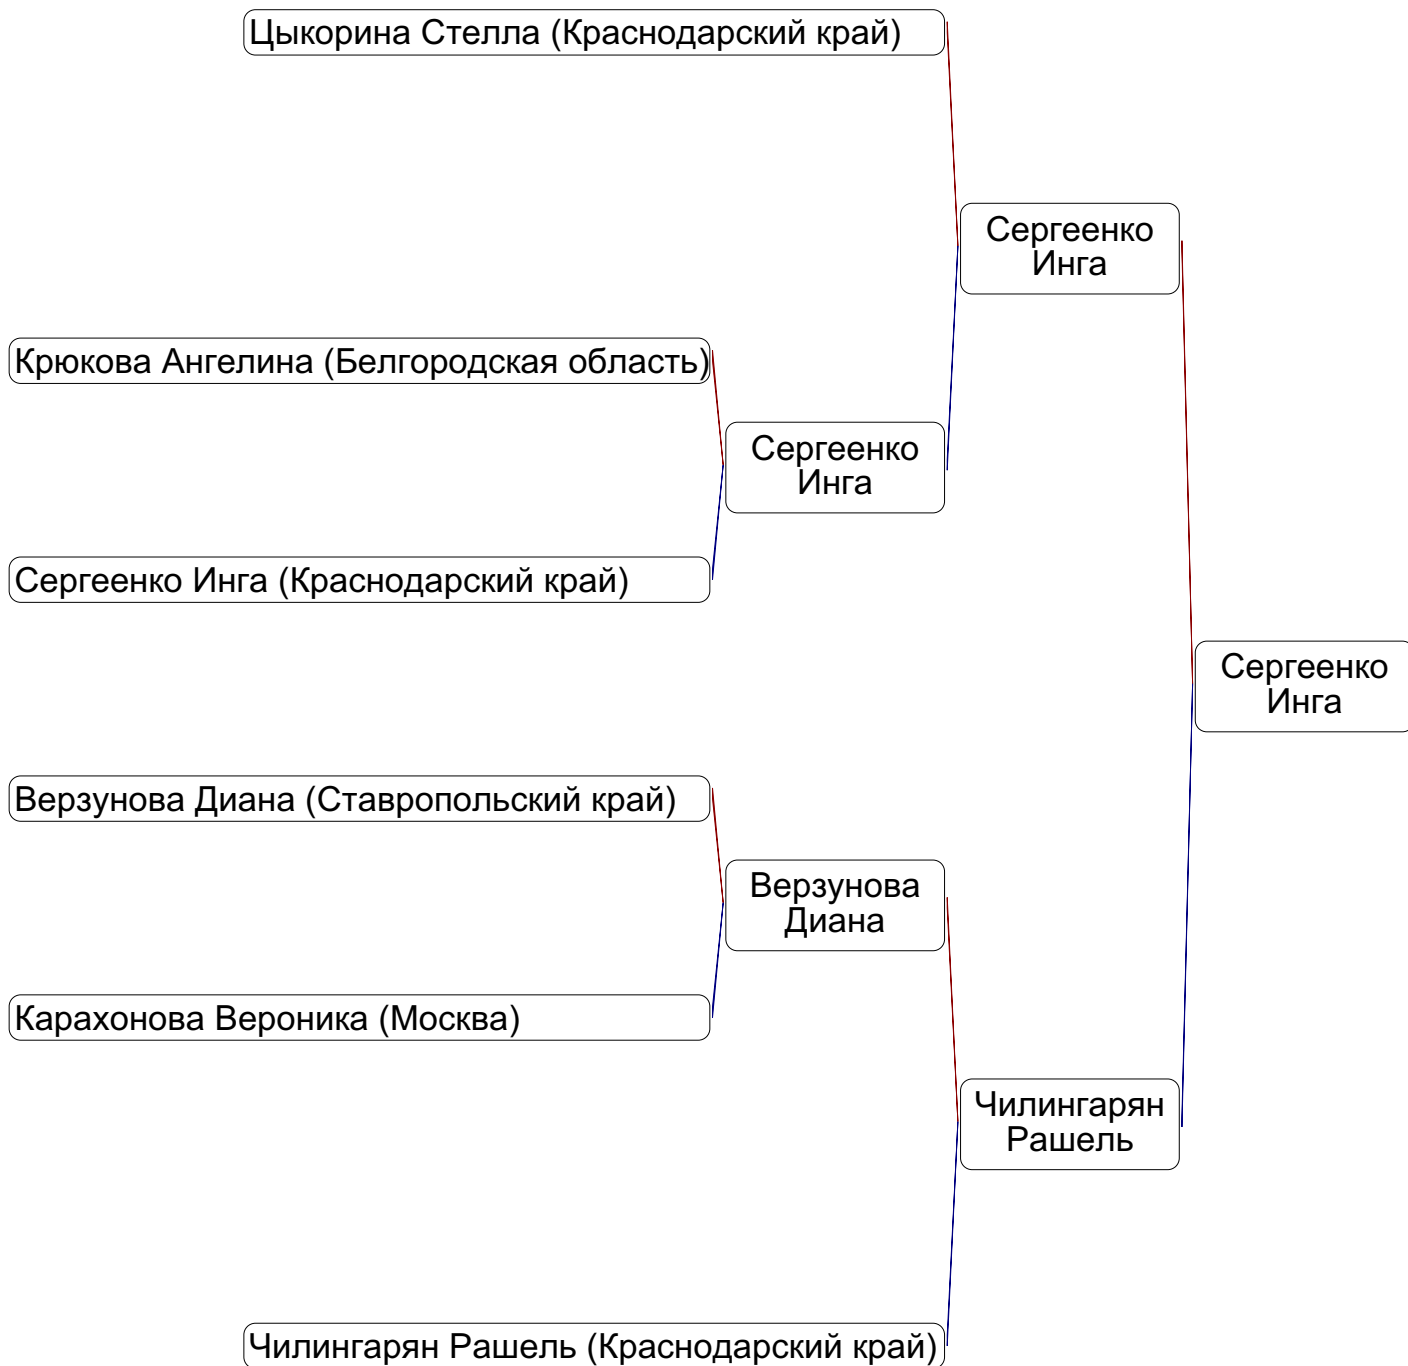 Цыкорина Стелла (Краснодарский край)
Сергеенко
Инга
Крюкова Ангелина (Белгородская область)
Сергеенко
Инга
Сергеенко Инга (Краснодарский край)
Сергеенко
Инга
Верзунова Диана (Ставропольский край)
Верзунова
Диана
Карахонова Вероника (Москва)
Чилингарян
Рашель
Чилингарян Рашель (Краснодарский край)